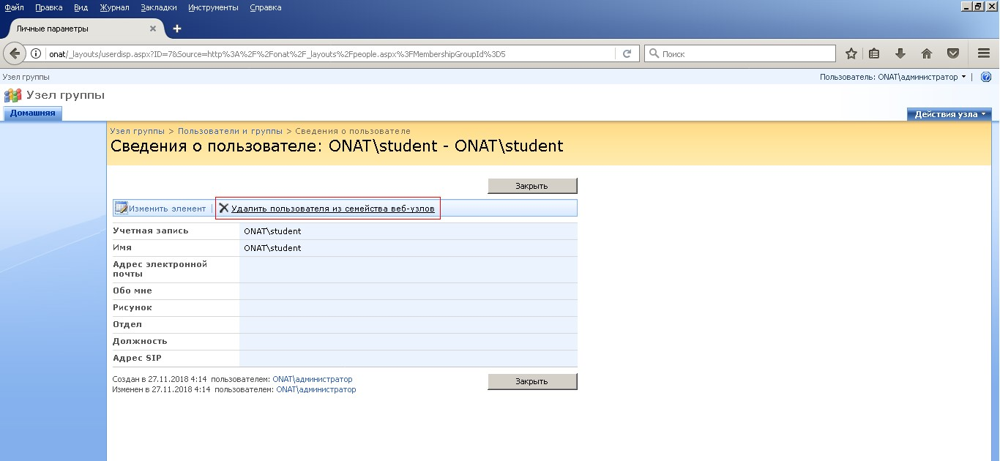 Файл Правка Вид Журнал Закладки Инструменты Справка
Личные параметры
onat/_layouts/userdisp.aspx?ID=7&Source=http%3A%2F%2Fonat%2F_layouts%2Fpeople.aspx%3FMembershipGroupId%3D5
Поиск
Узел группы
Пользователь: ONAT\администратор
Узел группы
Домашняя
Действия узла
Узел группы > Пользователи и группы > Сведения о пользователе
Сведения о пользователе: ONAT\student - ONAT\student
Закрыть
Изменить элемент | Удалить пользователя из семейства веб-узлов
Учетная запись ONAT\student
Имя ONAT\student
Адрес электронной
почты
Обо мне
Рисунок
Отдел
Должность
Адрес SIP
Создан в 27.11.2018 4:14 пользователем: ONAT\администратор
Закрыть
Изменен в 27.11.2018 4:14 пользователем: ONAT\администратор